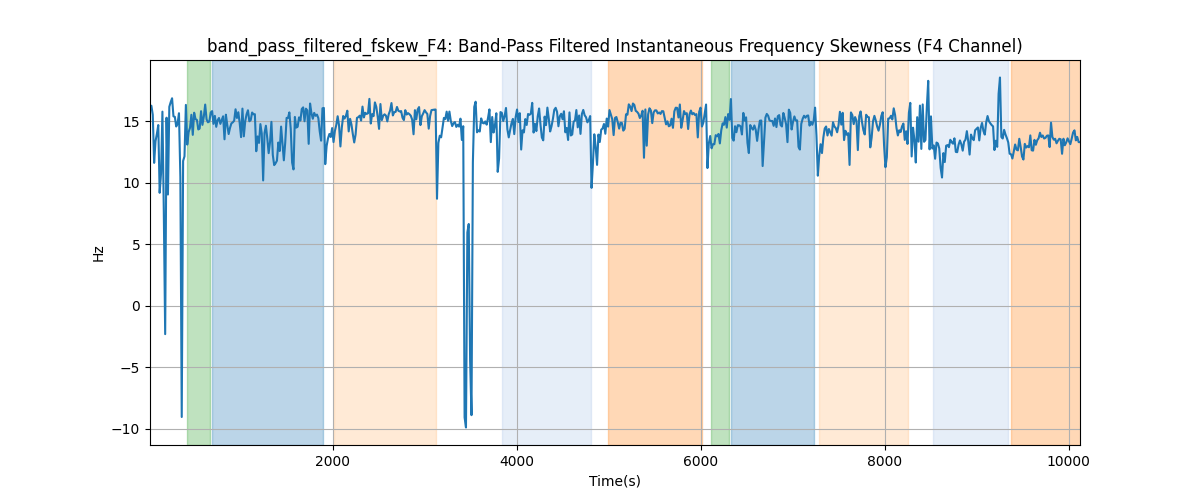 band_pass_filtered_fskew_F4: Band-Pass Filtered Instantaneous Frequency Skewness (F4 Channel)
15
10
5
0
−5
−10
Hz
2000 4000 6000 8000 10000
Time(s)